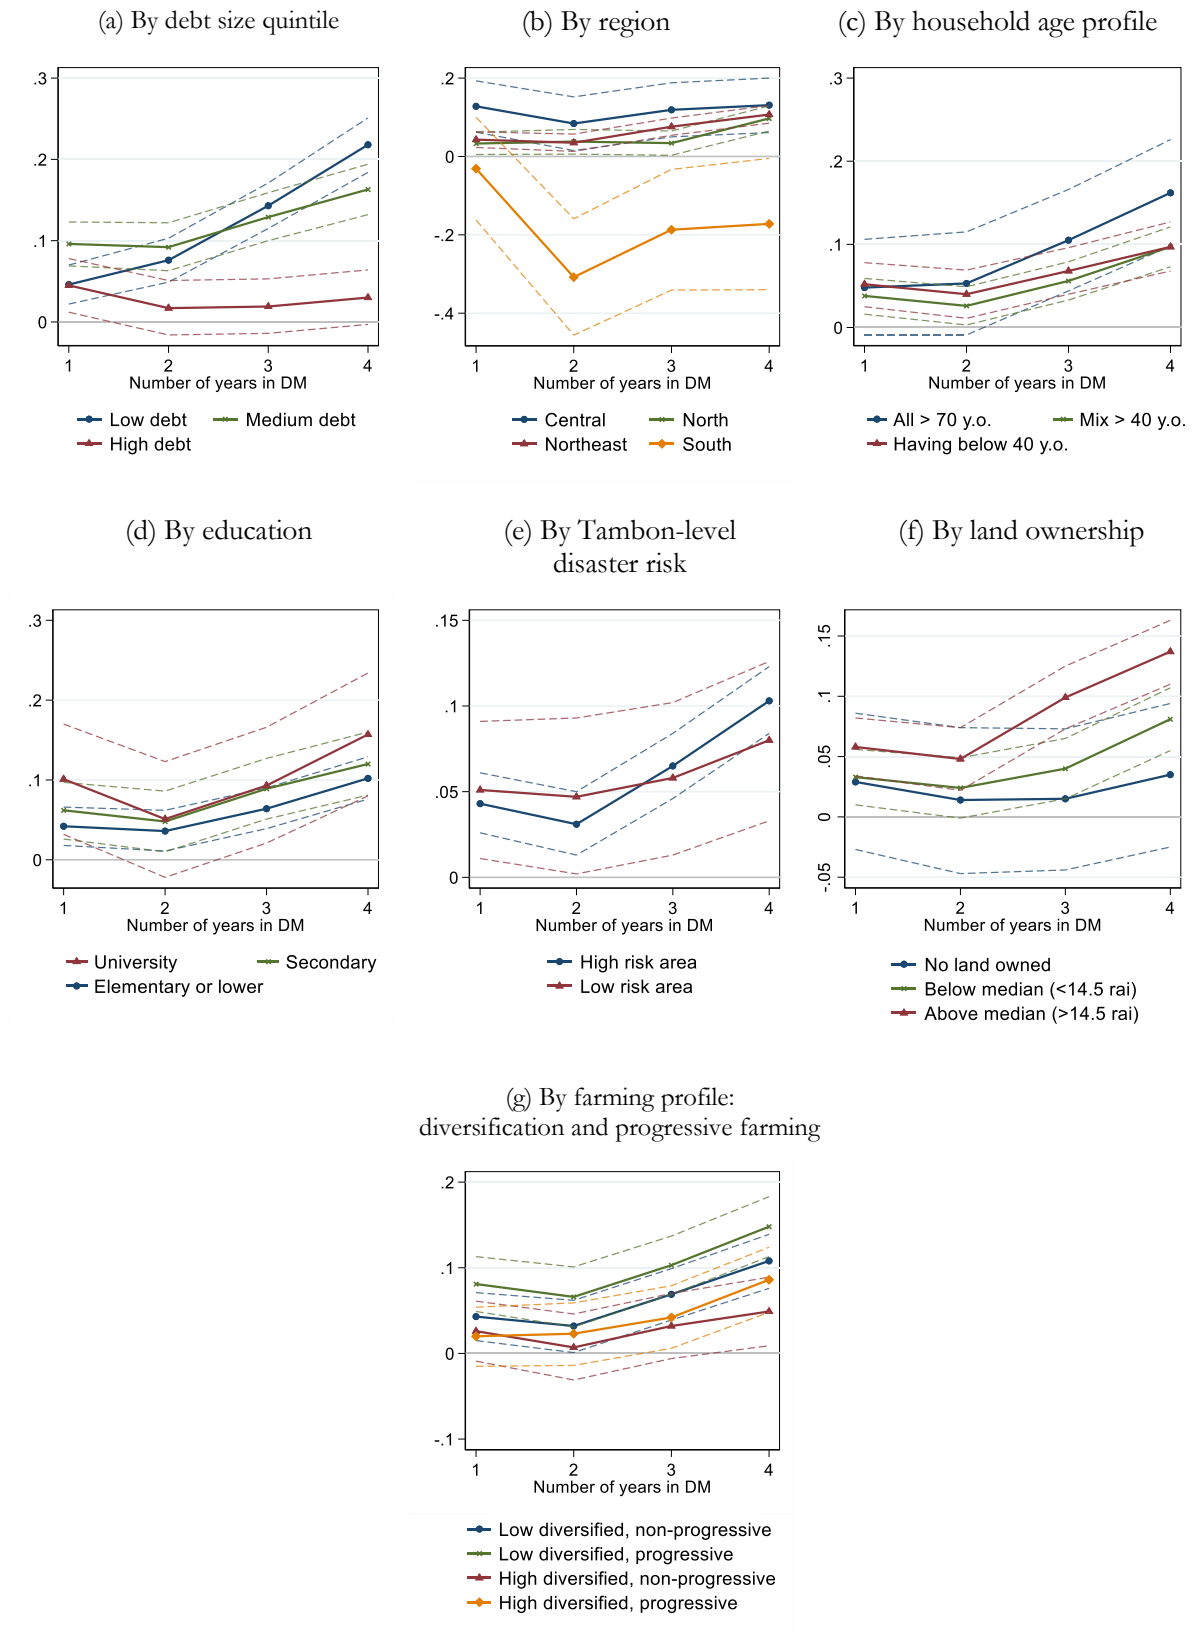 (a) By debt size quintile
.3
.2
.1
0
1 2 3 4
Number of years in DM
Low debt Medium debt
High debt
(b) By region
.2
0
-.2
-.4
1 2 3 4
Number of years in DM
Central North
Northeast South
(c) By household age profile
.3
.2
.1
0
1 2 3 4
Number of years in DM
All > 70 y.o. Mix > 40 y.o.
Having below 40 y.o.
(d) By education
.3
.2
.1
0
1 2 3 4
Number of years in DM
University Secondary
Elementary or lower
(e) By Tambon-level
disaster risk
.15
.1
.05
0
1 2 3 4
Number of years in DM
High risk area
Low risk area
(f) By land ownership
.15
.1
.05
0
-.05
1 2 3 4
Number of years in DM
No land owned
Below median (<14.5 rai)
Above median (>14.5 rai)
(g) By farming profile:
diversification and progressive farming
.2
.1
0
-.1
1 2 3 4
Number of years in DM
Low diversified, non-progressive
Low diversified, progressive
High diversified, non-progressive
High diversified, progressive